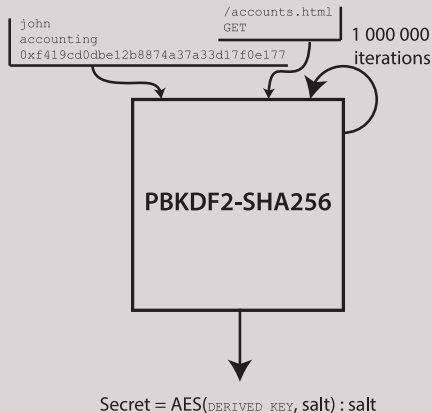 john
accounting
0xf419cd0dbe12b8874a37a33d17f0e177
/accounts.html
GET
1 000 000
iterations
PBKDF2-SHA256
Secret = AES(DERIVED KEY, salt) : salt